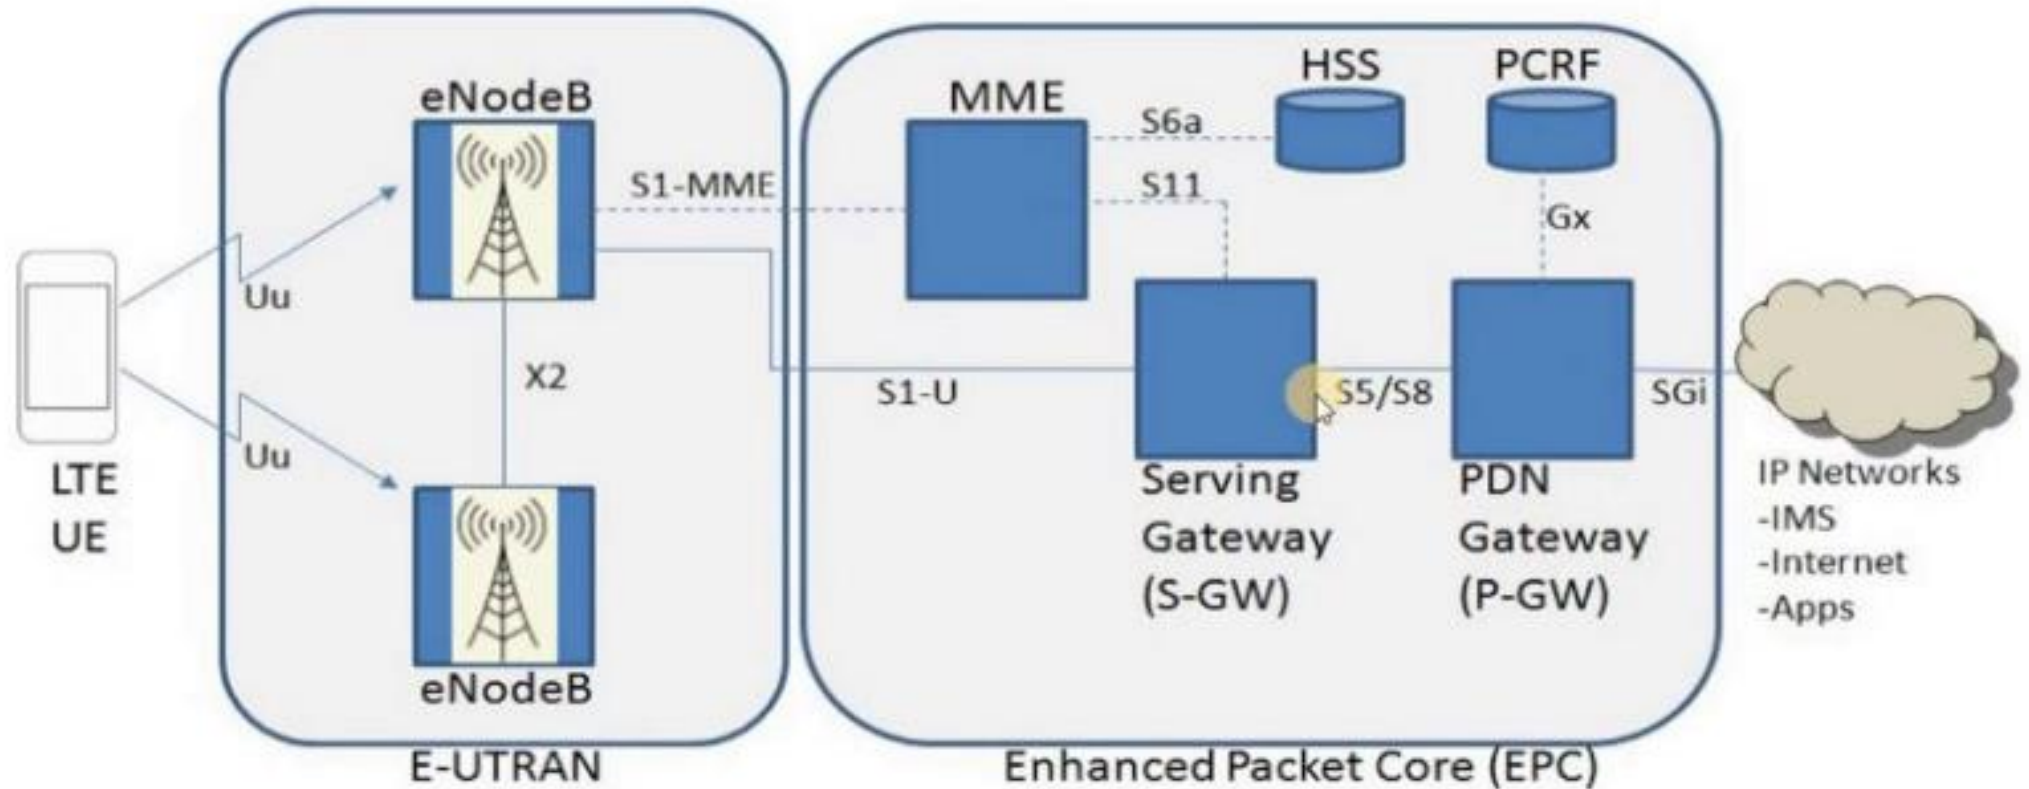 HSS
PCRF
eNodeB
MME
S6a
S1-MME
S11
Gx
Uu
X2
S1-U
S5/S8
SGi
Uu
LTE
UE
Serving
Gateway
(S-GW)
PDN
Gateway
(P-GW)
IP Networks
-IMS
-Internet
-Apps
eNodeB
E-UTRAN
Enhanced Packet Core (EPC)